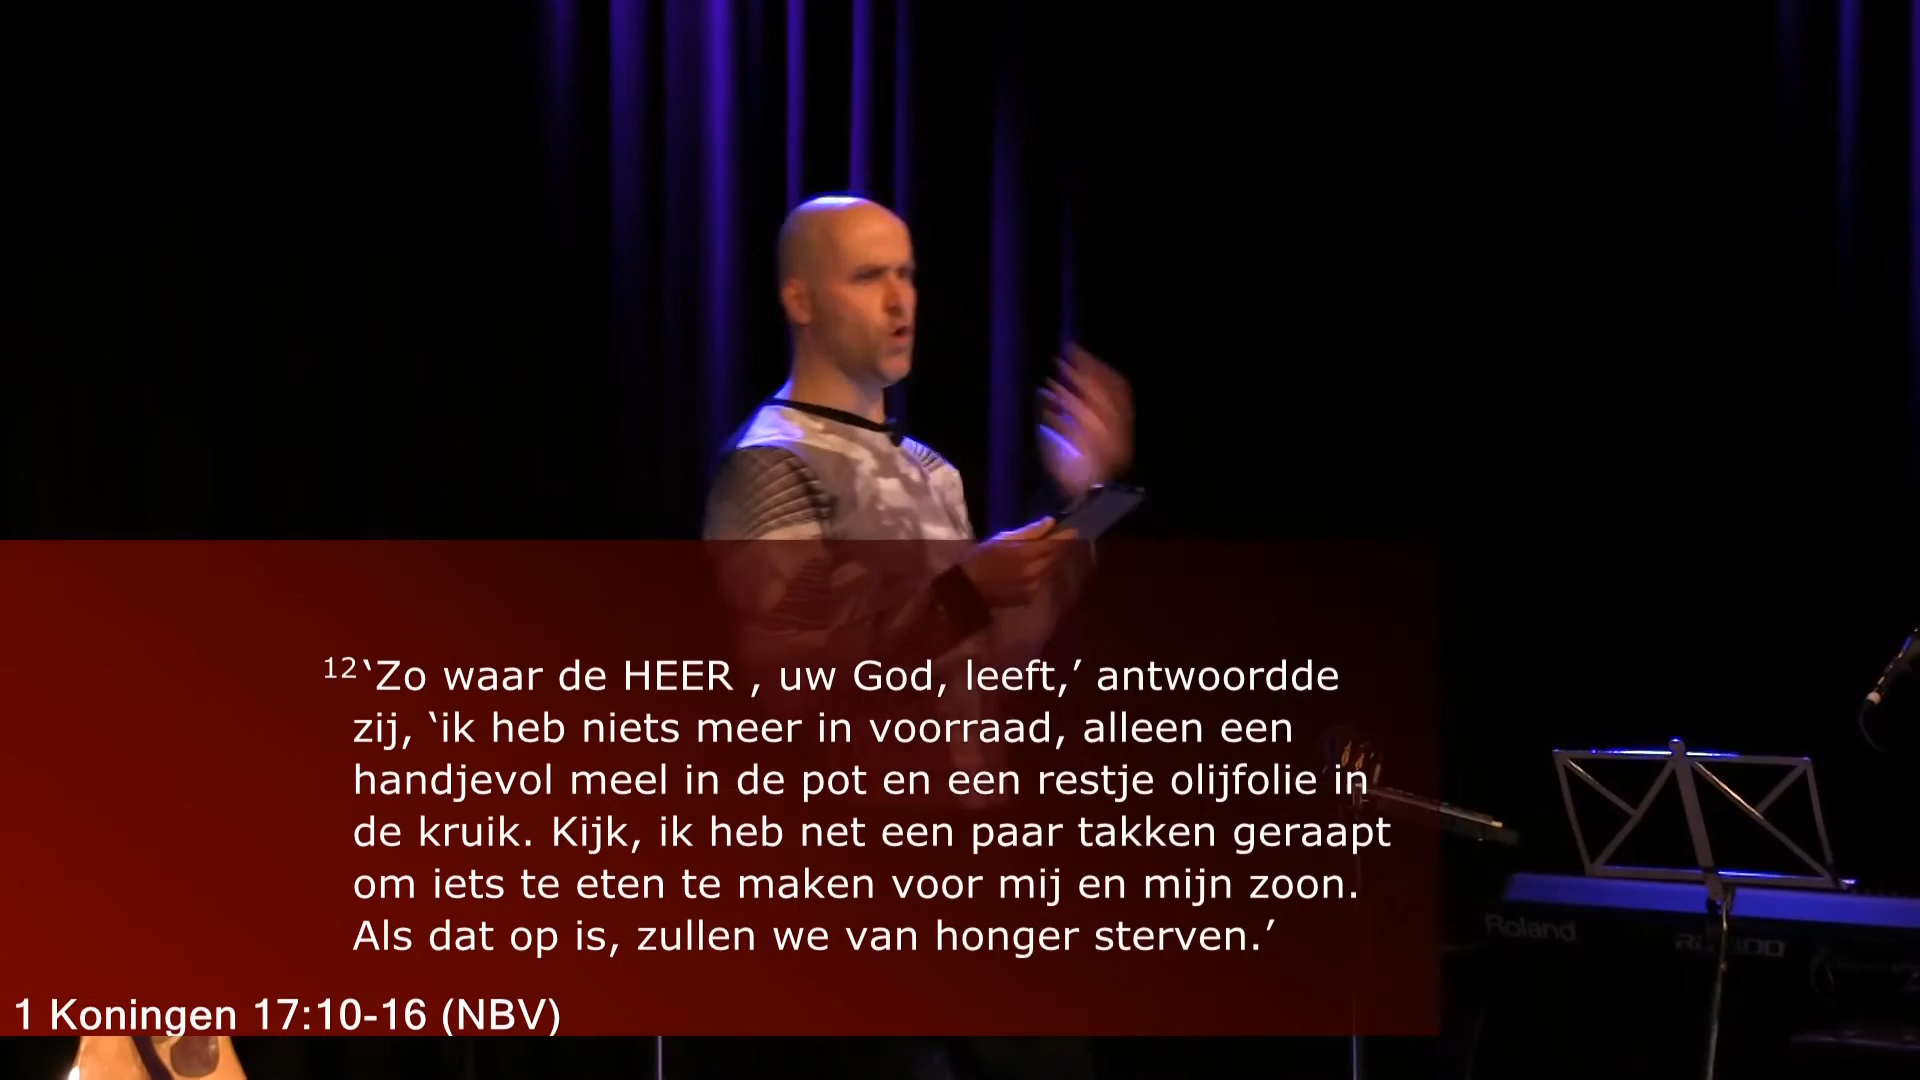 ¹²‘Zo waar de HEER , uw God, leeft,’ antwoordde
zij, ‘ik heb niets meer in voorraad, alleen een
handjevol meel in de pot en een restje olijfolie in
de kruik. Kijk, ik heb net een paar takken geraapt
om iets te eten te maken voor mij en mijn zoon.
Als dat op is, zullen we van honger sterven.’
1 Koningen 17:10-16 (NBV)
Roland